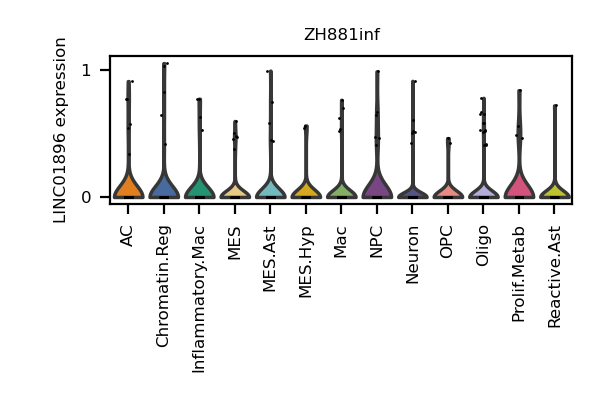 ZH881inf
LINC01896 expression
1
0
AC
Chromatin.Reg
Inflammatory.Mac
MES
MES.Ast
MES.Hyp
Mac
NPC
Neuron
OPC
Oligo
Prolif.Metab
Reactive.Ast